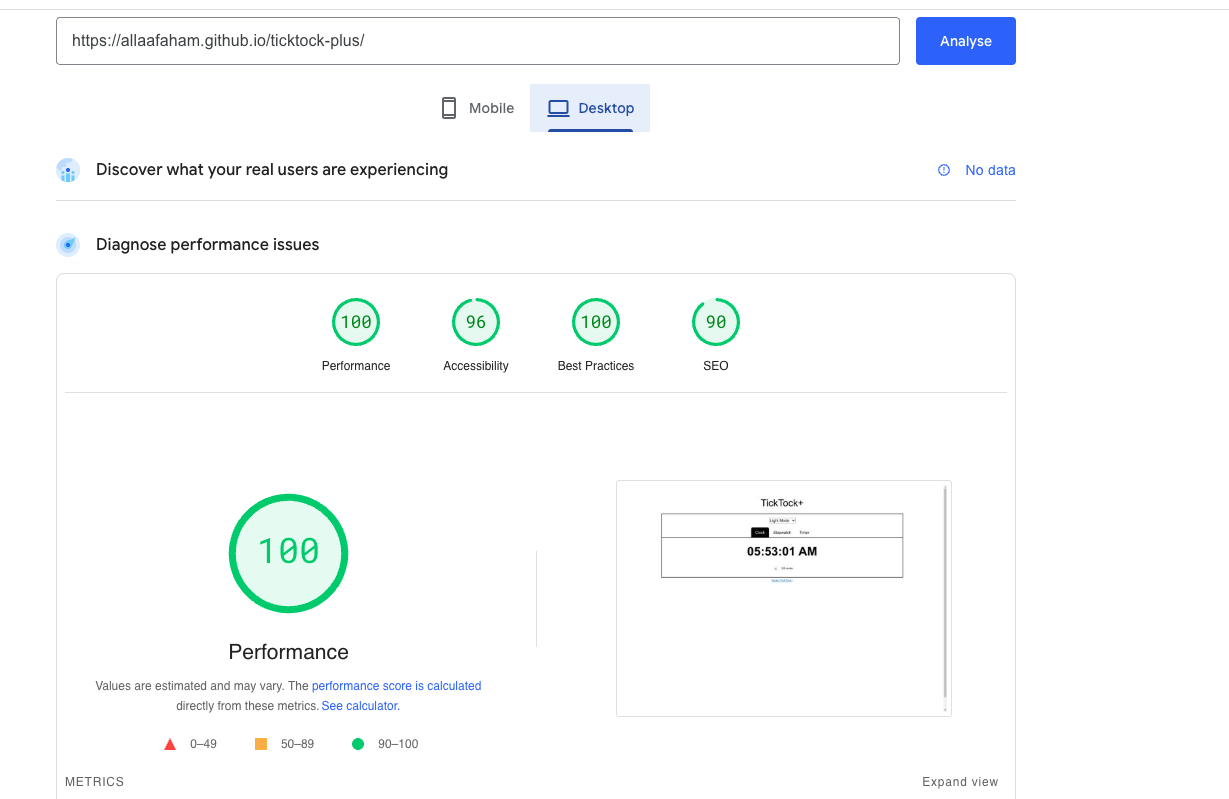 https://allaafaham.github.io/ticktock-plus/
Analyse
Mobile
Desktop
Discover what your real users are experiencing
No data
Diagnose performance issues
100
96
100
90
Performance
Accessibility
Best Practices
SEO
100
TickTock+
Light Mode
Clock Stopwatch Timer
05:53:01 AM
Performance
Values are estimated and may vary. The performance score is calculated
directly from these metrics. See calculator.
0–49
50–89
90–100
METRICS
Expand view